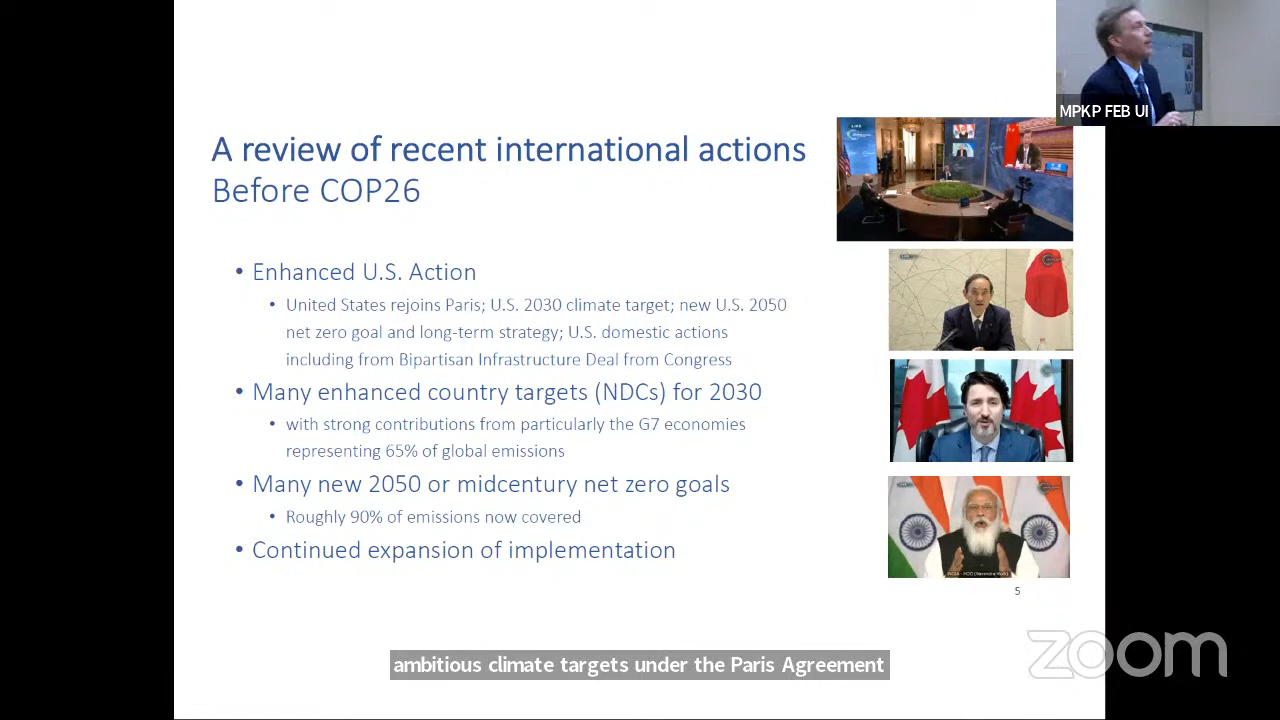 MPKP FEB UI
A review of recent international actions
Before COP26
• Enhanced U.S. Action
• United States rejoins Paris; U.S. 2030 climate target; new U.S. 2050
net zero goal and long-term strategy; U.S. domestic actions
including from Bipartisan Infrastructure Deal from Congress
• Many enhanced country targets (NDCs) for 2030
• with strong contributions from particularly the G7 economies
representing 65% of global emissions
• Many new 2050 or midcentury net zero goals
• Roughly 90% of emissions now covered
• Continued expansion of implementation
5
ambitious climate targets under the Paris Agreement
zoom